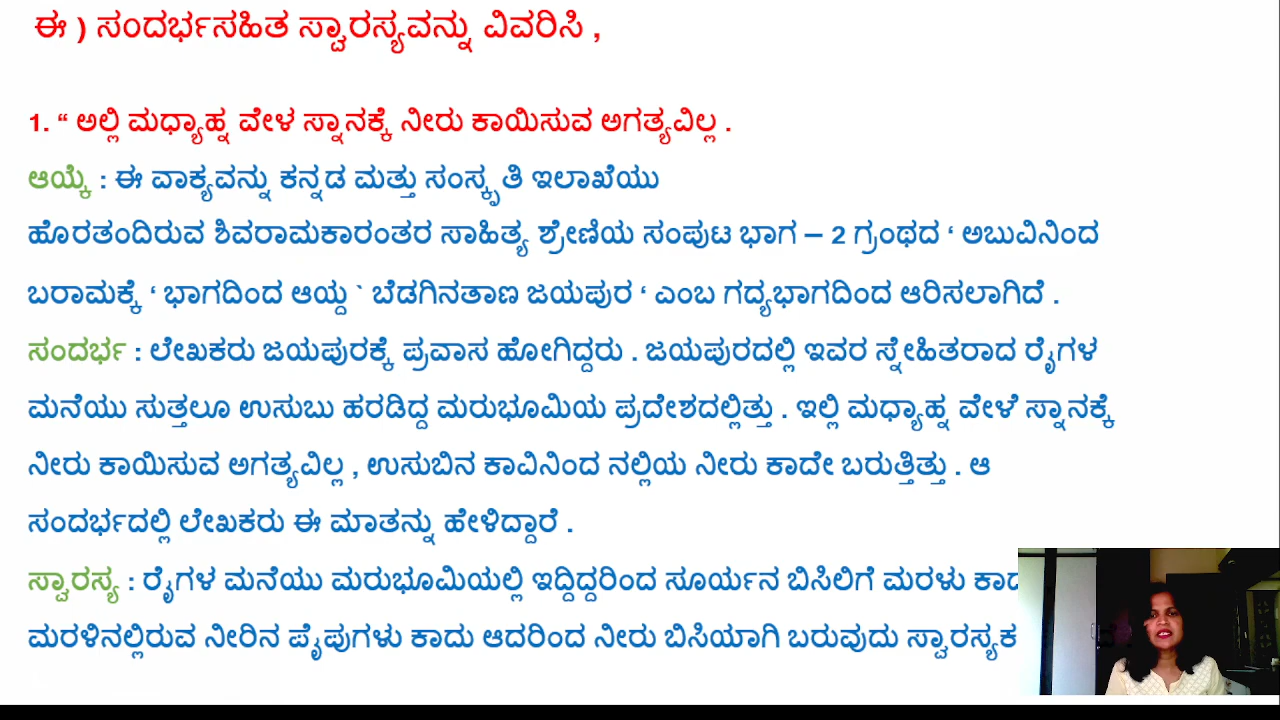 ಈ ) ಸಂದರ್ಭಸಹಿತ ಸ್ವಾರಸ್ಯವನ್ನು ವಿವರಿಸಿ ,
1. “ ಅಲ್ಲಿ ಮಧ್ಯಾಹ್ನ ವೇಳ ಸ್ನಾನಕ್ಕೆ ನೀರು ಕಾಯಿಸುವ ಅಗತ್ಯವಿಲ್ಲ .
ಆಯ್ಕೆ : ಈ ವಾಕ್ಯವನ್ನು ಕನ್ನಡ ಮತ್ತು ಸಂಸ್ಕೃತಿ ಇಲಾಖೆಯು
ಹೊರತಂದಿರುವ ಶಿವರಾಮಕಾರಂತರ ಸಾಹಿತ್ಯ ಶ್ರೇಣಿಯ ಸಂಪುಟ ಭಾಗ – 2 ಗ್ರಂಥದ ‘ ಅಬುವಿನಿಂದ
ಬರಾಮಕ್ಕೆ ‘ ಭಾಗದಿಂದ ಆಯ್ದ ` ಬೆಡಗಿನತಾಣ ಜಯಪುರ ‘ ಎಂಬ ಗದ್ಯಭಾಗದಿಂದ ಆರಿಸಲಾಗಿದೆ .
ಸಂದರ್ಭ : ಲೇಖಕರು ಜಯಪುರಕ್ಕೆ ಪ್ರವಾಸ ಹೋಗಿದ್ದರು . ಜಯಪುರದಲ್ಲಿ ಇವರ ಸ್ನೇಹಿತರಾದ ರೈಗಳ
ಮನೆಯು ಸುತ್ತಲೂ ಉಸುಬು ಹರಡಿದ್ದ ಮರುಭೂಮಿಯ ಪ್ರದೇಶದಲ್ಲಿತ್ತು . ಇಲ್ಲಿ ಮಧ್ಯಾಹ್ನ ವೇಳೆ ಸ್ನಾನಕ್ಕೆ
ನೀರು ಕಾಯಿಸುವ ಅಗತ್ಯವಿಲ್ಲ , ಉಸುಬಿನ ಕಾವಿನಿಂದ ನಲ್ಲಿಯ ನೀರು ಕಾದೇ ಬರುತ್ತಿತ್ತು . ಆ
ಸಂದರ್ಭದಲ್ಲಿ ಲೇಖಕರು ಈ ಮಾತನ್ನು ಹೇಳಿದ್ದಾರೆ .
ಸ್ವಾರಸ್ಯ : ರೈಗಳ ಮನೆಯು ಮರುಭೂಮಿಯಲ್ಲಿ ಇದ್ದಿದ್ದರಿಂದ ಸೂರ್ಯನ ಬಿಸಿಲಿಗೆ ಮರಳು
ಮರಳಿನಲ್ಲಿರುವ ನೀರಿನ ಪೈಪುಗಳು ಕಾದು ಆದರಿಂದ ನೀರು ಬಿಸಿಯಾಗಿ ಬರುವುದು